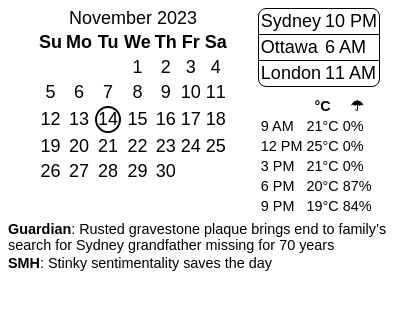 November 2023
Su Mo Tu We Th Fr Sa
1 2 3 4
5 6 7 8 9 10 11
12 13 14 15 16 17 18
19 20 21 22 23 24 25
26 27 28 29 30
Sydney 10 PM
Ottawa 6 AM
London 11 AM
°C ☂
9 AM 21°C 0%
12 PM 25°C 0%
3 PM 21°C 0%
6 PM 20°C 87%
9 PM 19°C 84%
Guardian: Rusted gravestone plaque brings end to family’s
search for Sydney grandfather missing for 70 years
SMH: Stinky sentimentality saves the day